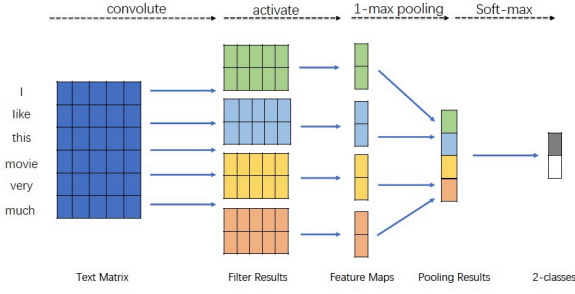 convolute activate 1-max pooling Soft-max
I
like
this
movie
very
much
Text Matrix Filter Results Feature Maps Pooling Results 2-classes